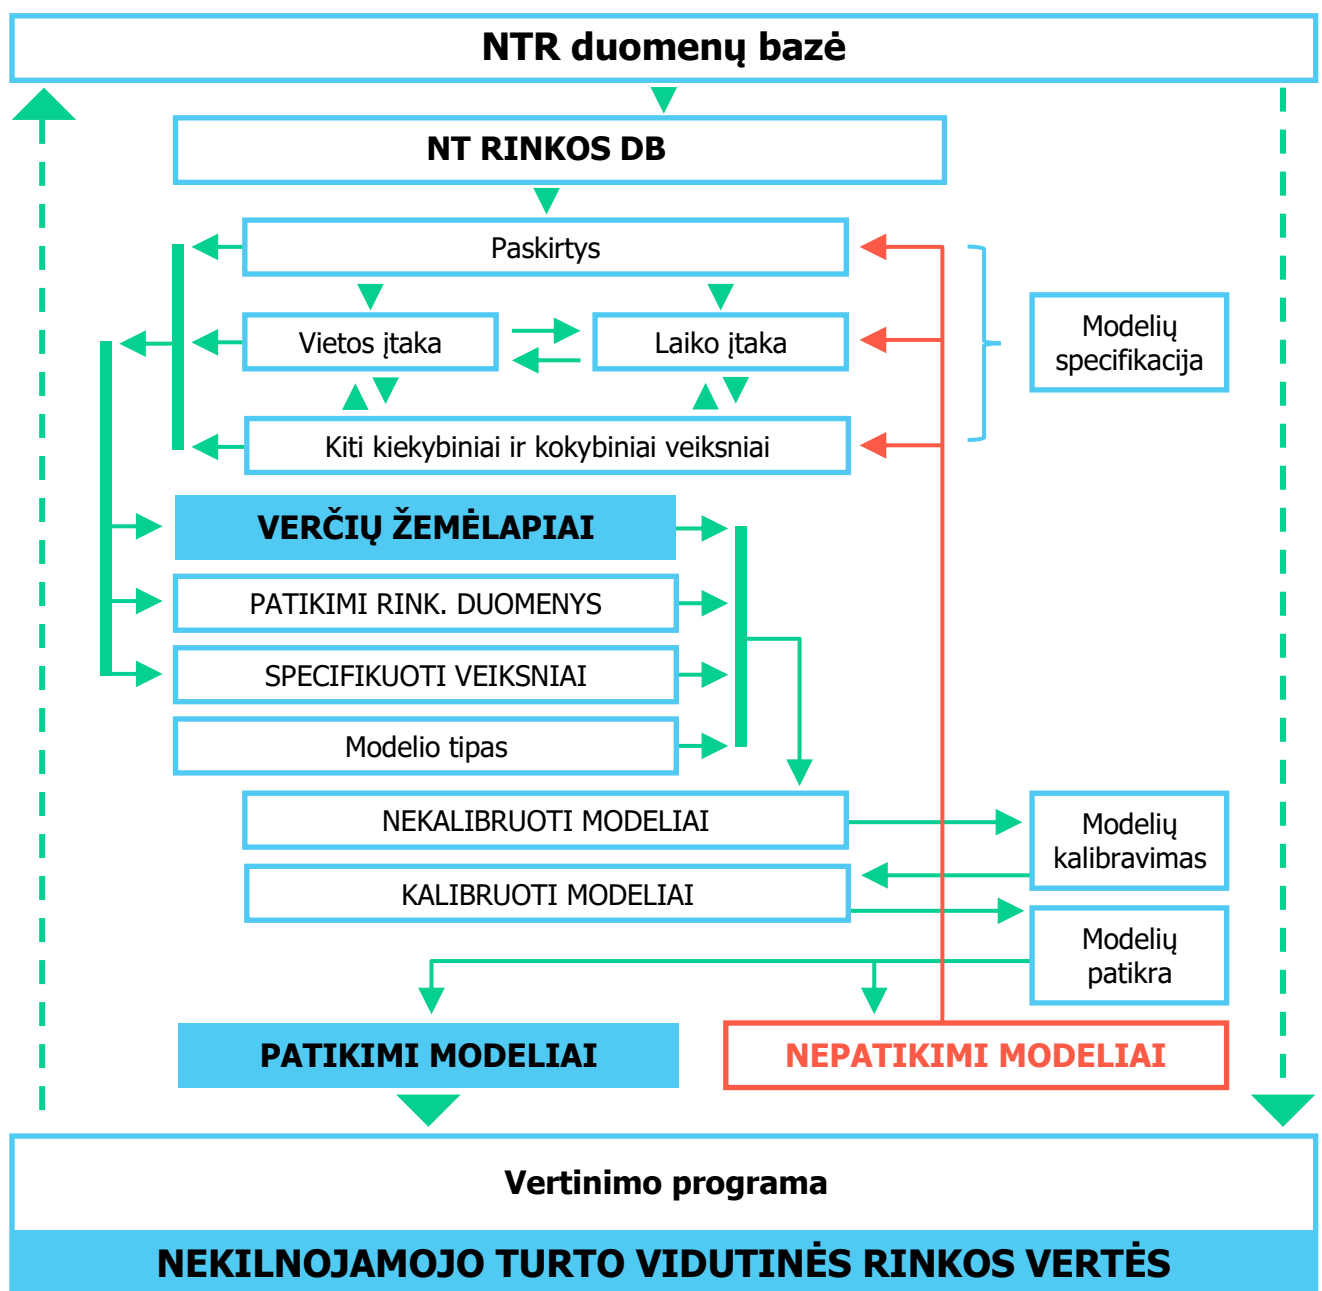 NTR duomenų bazė
NT RINKOS DB
Paskirtys
Vietos įtaka
Laiko įtaka
Modelių
specifikacija
Kiti kiekybiniai ir kokybiniai veiksniai
VERČIŲ ŽEMĖLAPIAI
PATIKIMI RINK. DUOMENYS
SPECIFIKUOTI VEIKSNIAI
Modelio tipas
NEKALIBRUOTI MODELIAI
Modelių
kalibravimas
KALIBRUOTI MODELIAI
Modelių
patikra
PATIKIMI MODELIAI
NEPATIKIMI MODELIAI
Vertinimo programa
NEKILNOJAMOJO TURTO VIDUTINĖS RINKOS VERTĖS